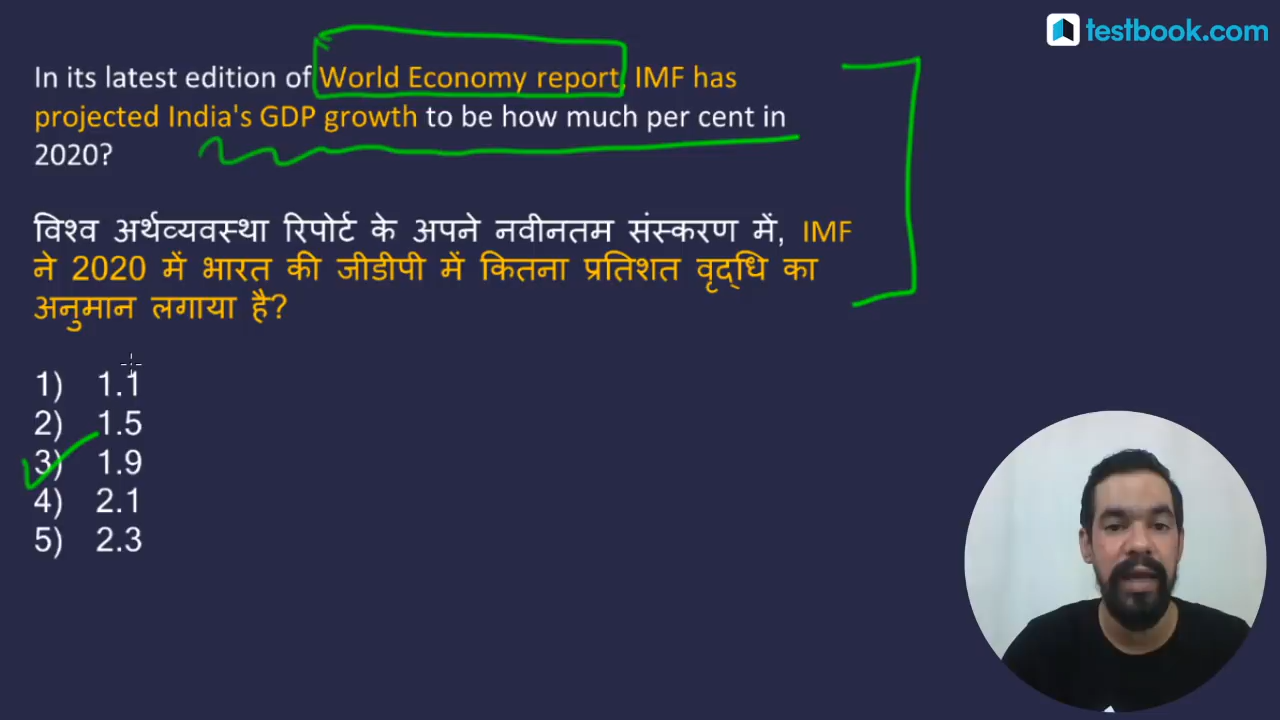 testbook.com
In its latest edition of World Economy report, IMF has
projected India's GDP growth to be how much per cent in
2020?
विश्व अर्थव्यवस्था रिपोर्ट के अपने नवीनतम संस्करण में, IMF
ने 2020 में भारत की जीडीपी में कितना प्रतिशत वृद्धि का
अनुमान लगाया है?
1) 1.1
2) 1.5
3) 1.9
4) 2.1
5) 2.3